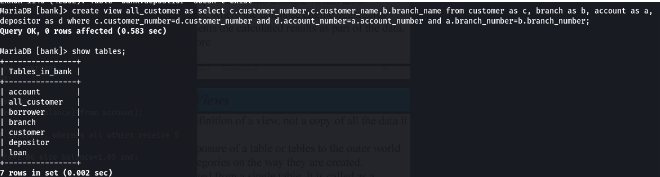 MariaDB [bank]> create view all_customer as select c.customer_number,c.customer_name,b.branch_name from customer as c, branch as b, account as a,
depositor as d where c.customer_number=d.customer_number and d.account_number=a.account_number and a.branch_number=b.branch_number;
Query OK, 0 rows affected (0.583 sec)
MariaDB [bank]> show tables;
+----------------+
| Tables_in_bank |
+----------------+
| account |
| all_customer |
| borrower |
| branch |
| customer |
| depositor |
| loan |
+----------------+
7 rows in set (0.002 sec)